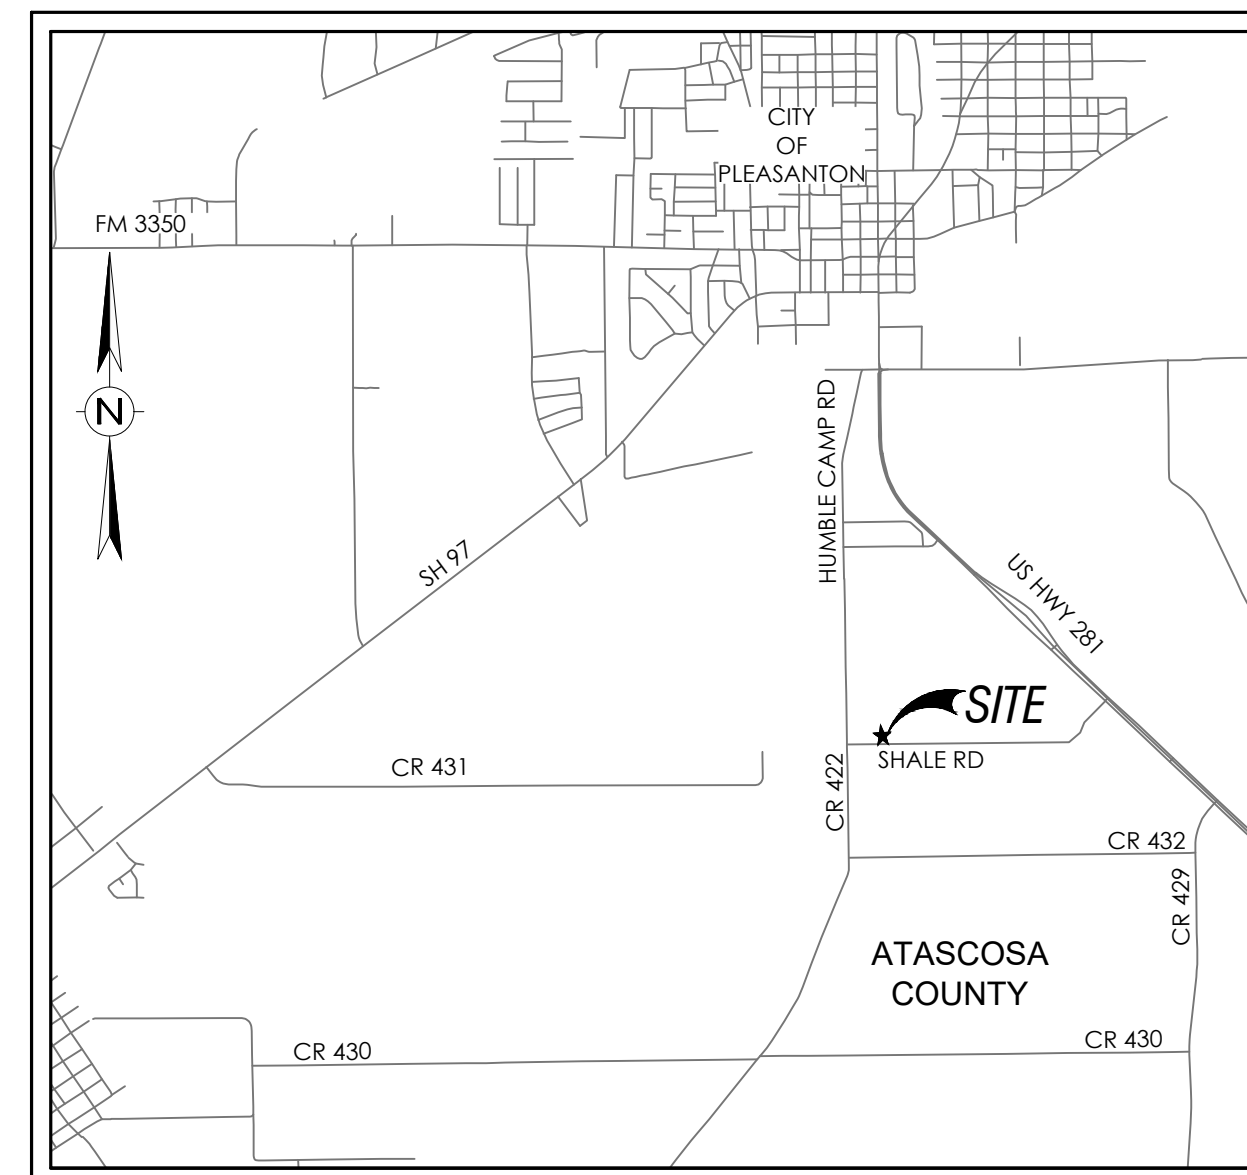 CITY
OF
PLEASANTON
FM 3350
N
HUMBLE CAMP RD
SH 97
US HWY 281
SITE
SHALE RD
CR 431
CR 422
CR 432
CR 429
ATASCOSA
COUNTY
CR 430
CR 430